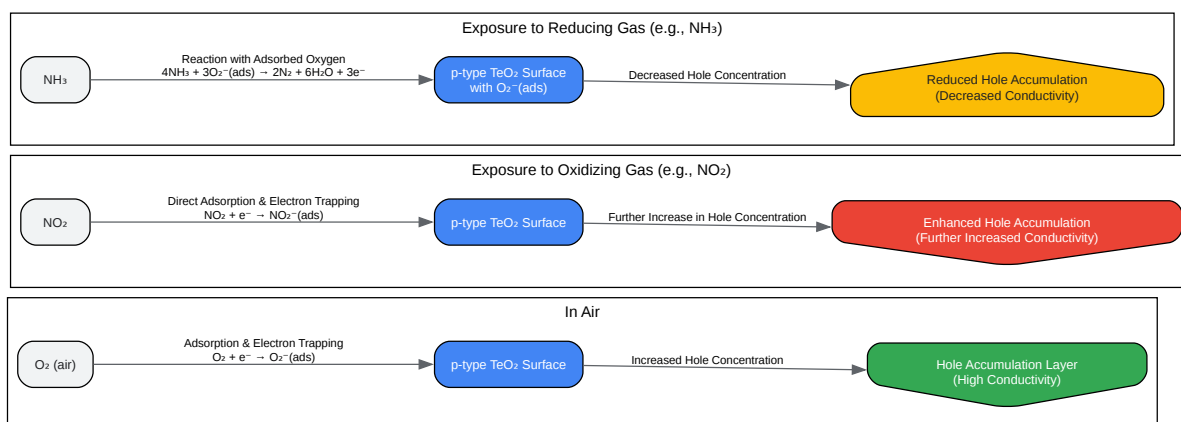 Exposure to Reducing Gas (e.g., NH₃)
NH₃
Reaction with Adsorbed Oxygen
4NH₃ + 3O₂⁻(ads) → 2N₂ + 6H₂O + 3e⁻
p-type TeO₂ Surface
with O₂⁻(ads)
Decreased Hole Concentration
Reduced Hole Accumulation
(Decreased Conductivity)
Exposure to Oxidizing Gas (e.g., NO₂)
NO₂
Direct Adsorption & Electron Trapping
NO₂ + e⁻ → NO₂⁻(ads)
p-type TeO₂ Surface
Further Increase in Hole Concentration
Enhanced Hole Accumulation
(Further Increased Conductivity)
In Air
O₂ (air)
Adsorption & Electron Trapping
O₂ + e⁻ → O₂⁻(ads)
p-type TeO₂ Surface
Increased Hole Concentration
Hole Accumulation Layer
(High Conductivity)